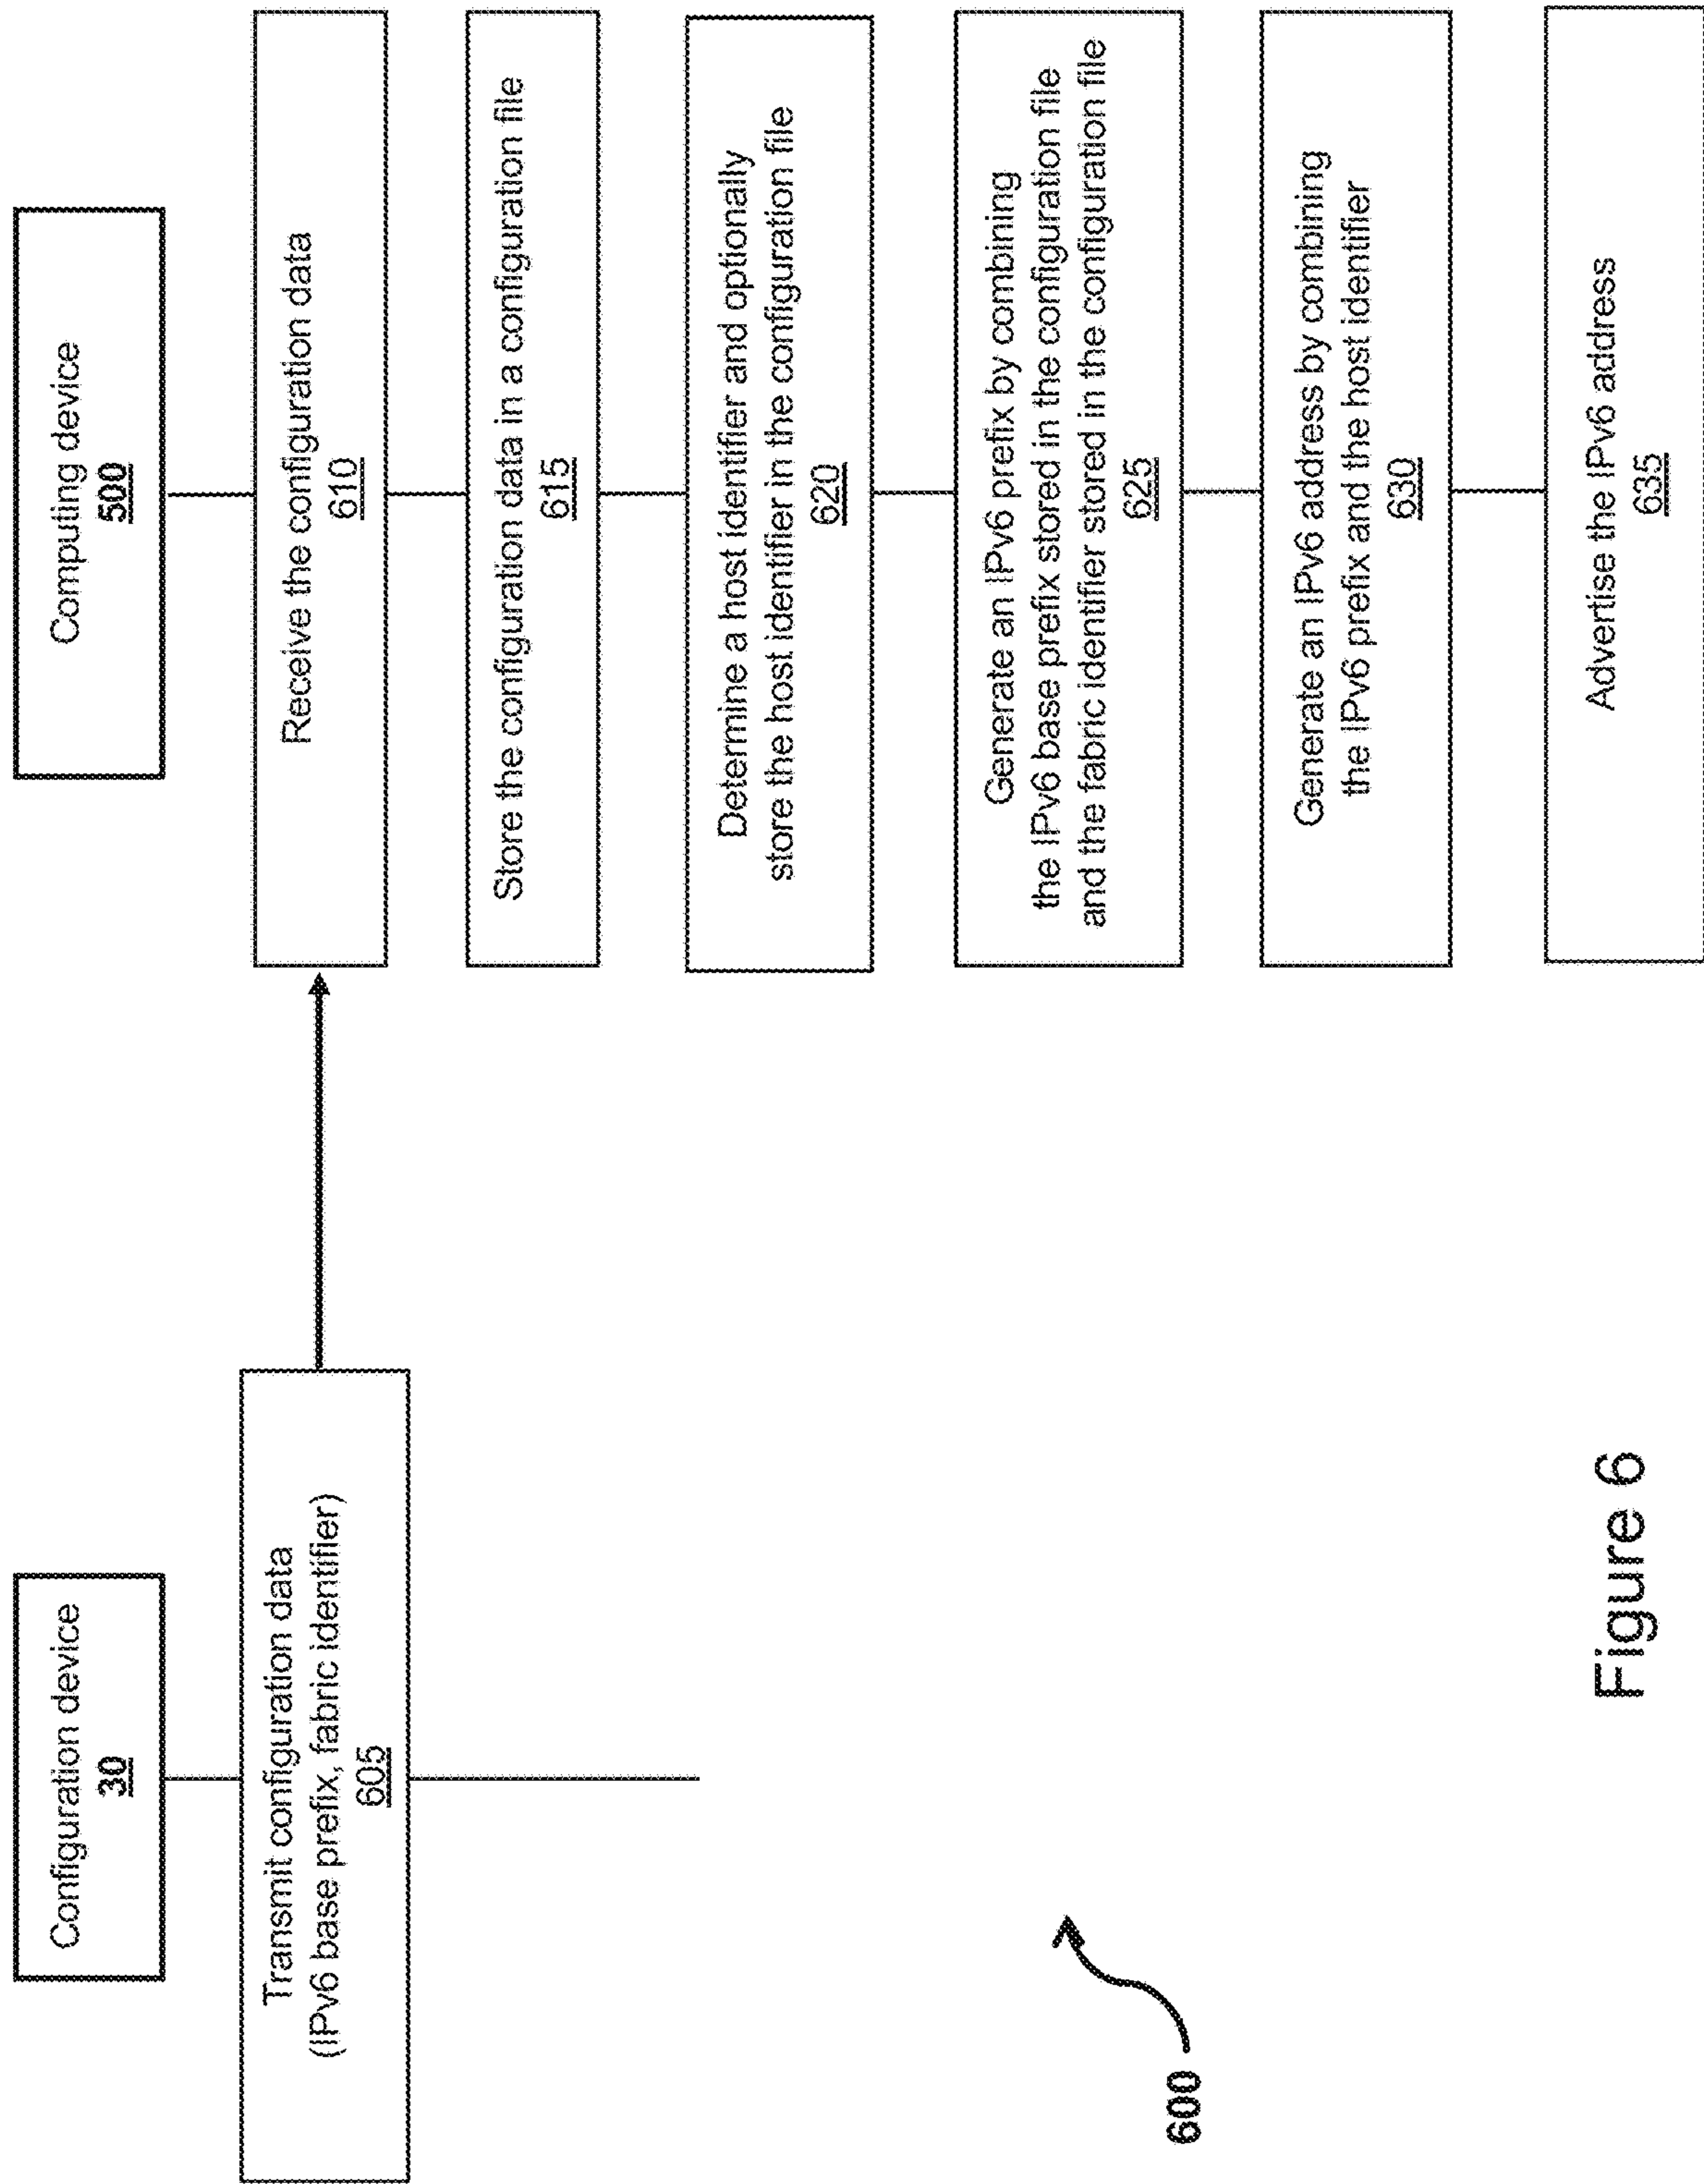 Configuration device
30
Transmit configuration data
(IPv6 base prefix, fabric identifier)
605
Computing device
500
Receive the configuration data
610
Store the configuration data in a configuration file
615
Determine a host identifier and optionally
store the host identifier in the configuration file
620
Generate an IPv6 prefix by combining
the IPv6 base prefix stored in the configuration file
and the fabric identifier stored in the configuration file
625
Generate an IPv6 address by combining
the IPv6 prefix and the host identifier
630
Advertise the IPv6 address
635
600
Figure 6